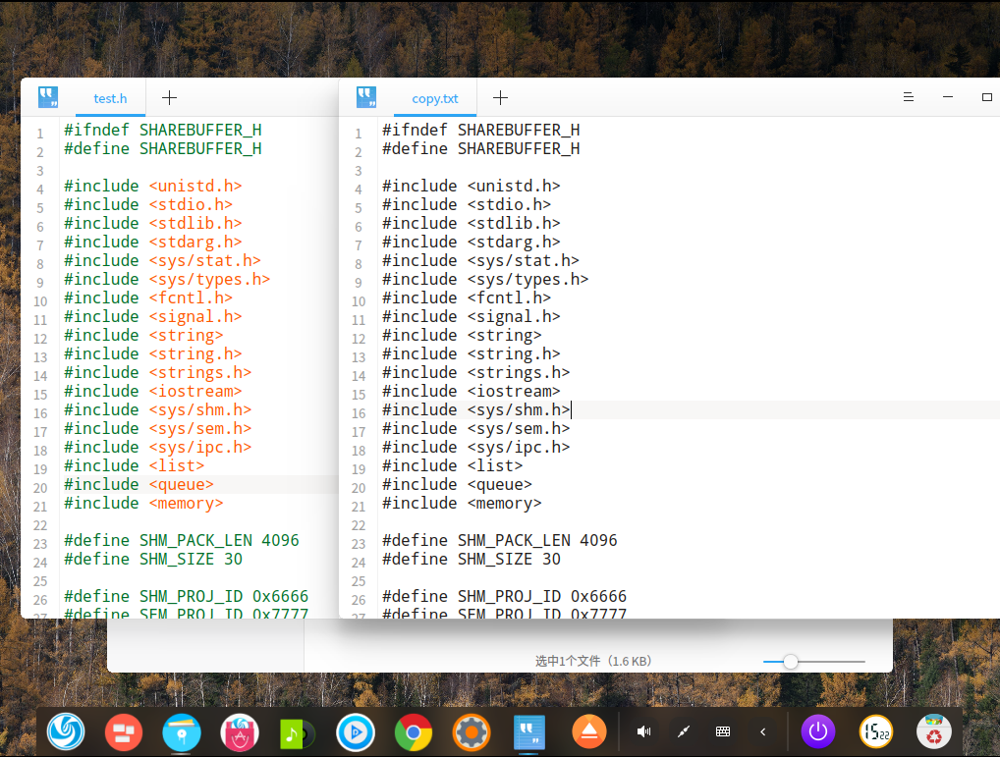 test.h
1 #ifndef SHAREBUFFER_H
2 #define SHAREBUFFER_H
3
4 #include <unistd.h>
5 #include <stdio.h>
6 #include <stdlib.h>
7 #include <stdarg.h>
8 #include <sys/stat.h>
9 #include <sys/types.h>
10 #include <fcntl.h>
11 #include <signal.h>
12 #include <string>
13 #include <string.h>
14 #include <strings.h>
15 #include <iostream>
16 #include <sys/shm.h>
17 #include <sys/sem.h>
18 #include <sys/ipc.h>
19 #include <list>
20 #include <queue>
21 #include <memory>
22
23 #define SHM_PACK_LEN 4096
24 #define SHM_SIZE 30
25
26 #define SHM_PROJ_ID 0x6666
#define SEM_PROJ_ID 0x7777
copy.txt
1 #ifndef SHAREBUFFER_H
2 #define SHAREBUFFER_H
3
4 #include <unistd.h>
5 #include <stdio.h>
6 #include <stdlib.h>
7 #include <stdarg.h>
8 #include <sys/stat.h>
9 #include <sys/types.h>
10 #include <fcntl.h>
11 #include <signal.h>
12 #include <string>
13 #include <string.h>
14 #include <strings.h>
15 #include <iostream>
16 #include <sys/shm.h>
17 #include <sys/sem.h>
18 #include <sys/ipc.h>
19 #include <list>
20 #include <queue>
21 #include <memory>
22
23 #define SHM_PACK_LEN 4096
24 #define SHM_SIZE 30
25
26 #define SHM_PROJ_ID 0x6666
27 #define SEM_PROJ_ID 0x7777
选中1个文件（1.6 KB）
15 22